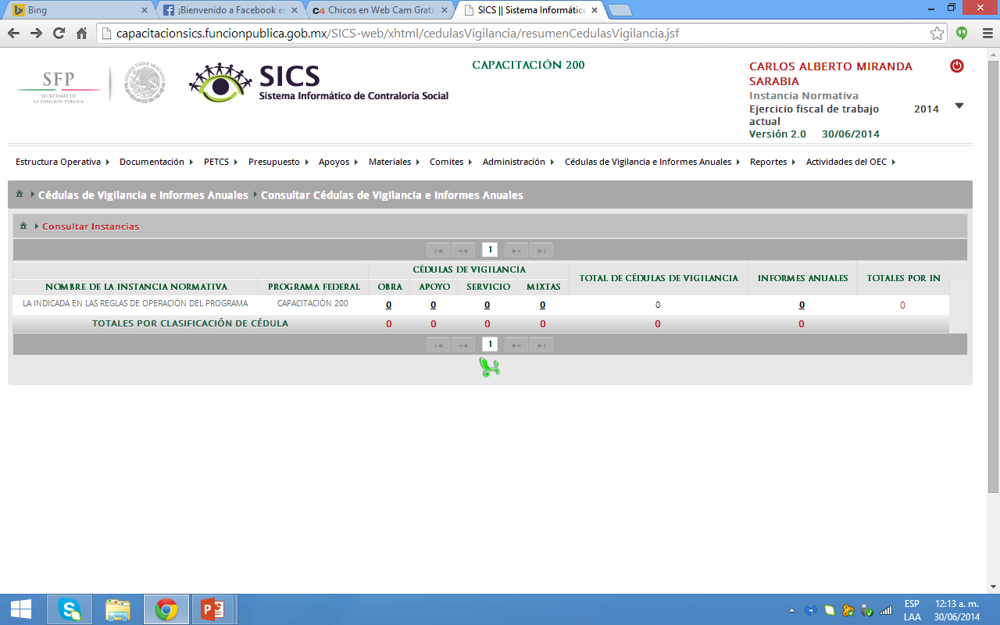 Bing
¡Bienvenido a Facebook en
C4 Chicos en Web Cam Gratis
SICS || Sistema Informático
capacitacionsics.funcionpublica.gob.mx/SICS-web/xhtml/cedulasVigilancia/resumenCedulasVigilancia.jsf
SFP
SECRETARÍA DE
LA FUNCIÓN PÚBLICA
ESTADOS UNIDOS MEXICANOS
SICS
Sistema Informático de Contraloría Social
CAPACITACIÓN 200
CARLOS ALBERTO MIRANDA
SARABIA
Instancia Normativa
Ejercicio fiscal de trabajo 2014
actual
Versión 2.0 30/06/2014
Estructura Operativa Documentación PETCS Presupuesto Apoyos Materiales Comites Administración Cédulas de Vigilancia e Informes Anuales Reportes Actividades del OEC
Cédulas de Vigilancia e Informes Anuales Consultar Cédulas de Vigilancia e Informes Anuales
Consultar Instancias
1
CÉDULAS DE VIGILANCIA
TOTAL DE CÉDULAS DE VIGILANCIA INFORMES ANUALES TOTALES POR IN
NOMBRE DE LA INSTANCIA NORMATIVA PROGRAMA FEDERAL OBRA APOYO SERVICIO MIXTAS
LA INDICADA EN LAS REGLAS DE OPERACIÓN DEL PROGRAMA CAPACITACIÓN 200 0 0 0 0 0 0 0
TOTALES POR CLASIFICACIÓN DE CÉDULA 0 0 0 0 0 0
1
ESP 12:13 a. m.
LAA 30/06/2014